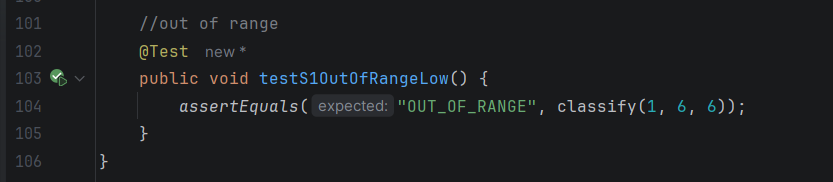 101 //out of range
102 @Test new *
103 public void testS1OutOfRangeLow() {
104 assertEquals( expected: "OUT_OF_RANGE", classify(1, 6, 6));
105 }
106 }